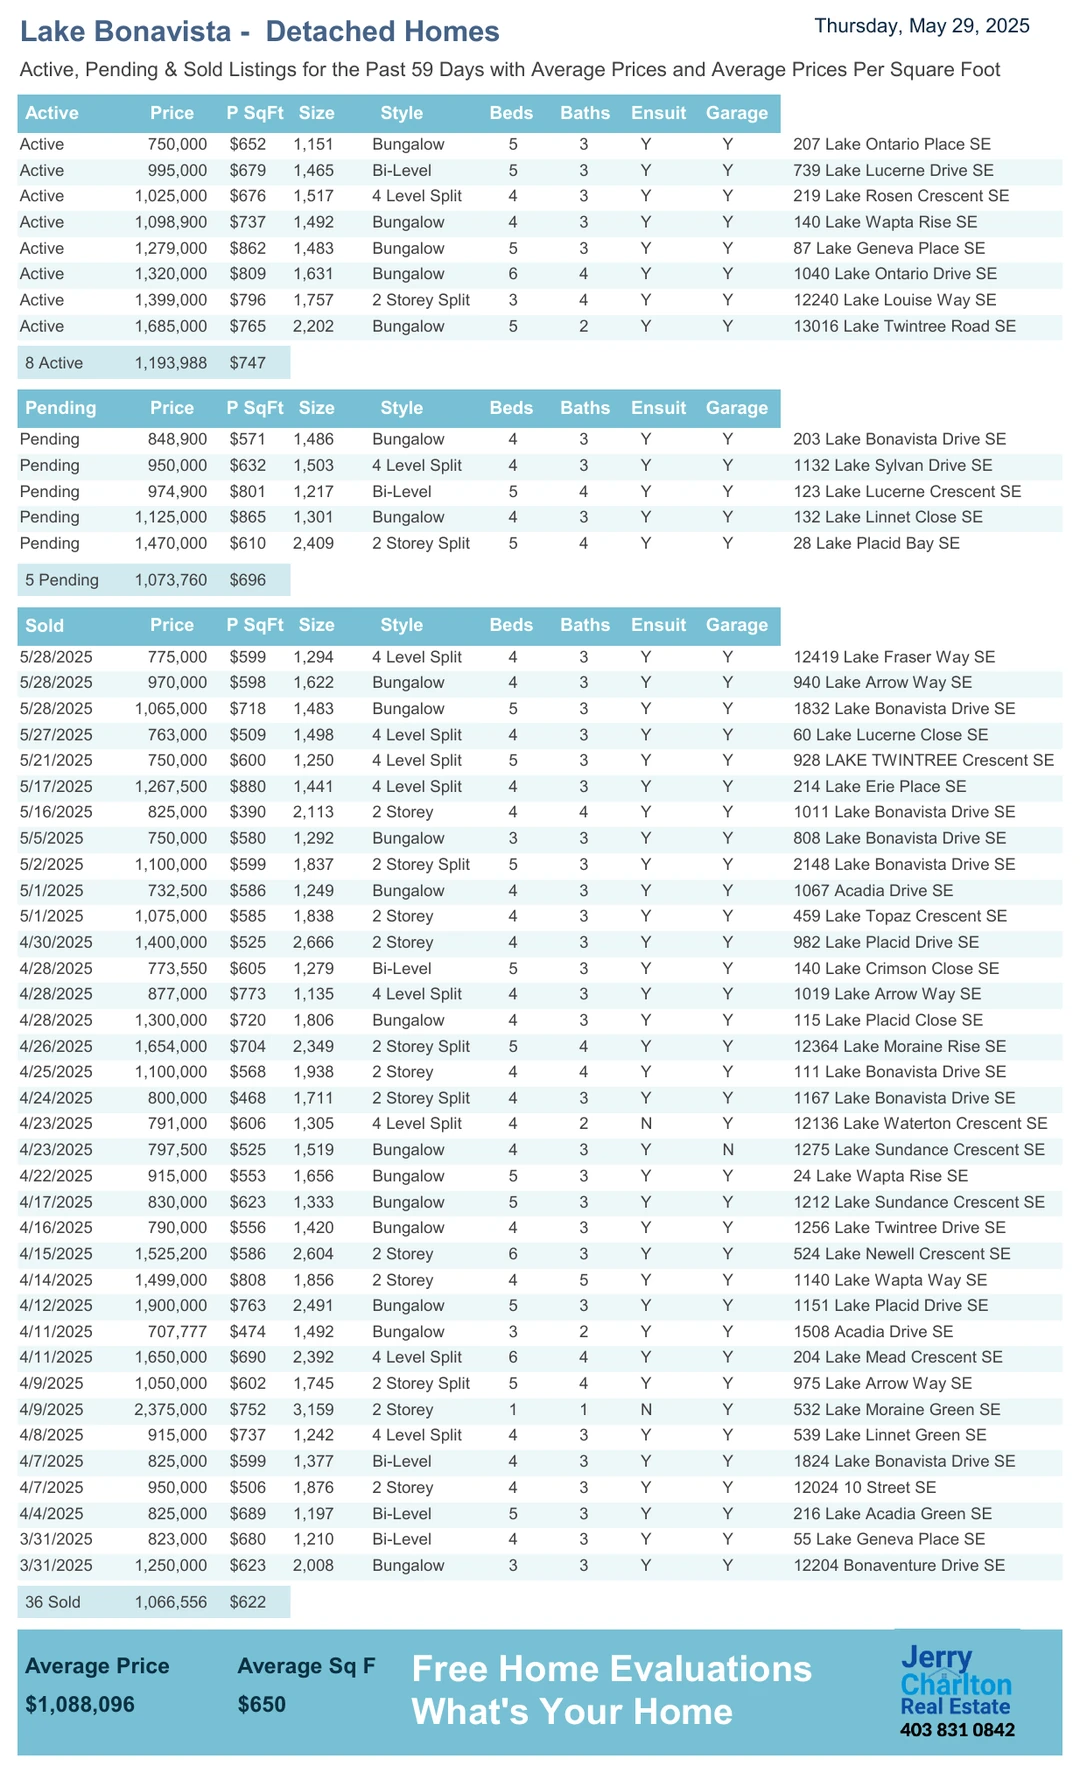 Lake Bonavista -  Detached Homes
Thursday, May 29, 2025
Active, Pending & Sold Listings for the Past 59 Days with Average Prices and Average Prices Per Square Foot
Active Price P SqFt Size Style Beds Baths Ensuit Garage
Active 750,000 $652 1,151 Bungalow 5 3 Y Y 207 Lake Ontario Place SE
Active 995,000 $679 1,465 Bi-Level 5 3 Y Y 739 Lake Lucerne Drive SE
Active 1,025,000 $676 1,517 4 Level Split 4 3 Y Y 219 Lake Rosen Crescent SE
Active 1,098,900 $737 1,492 Bungalow 4 3 Y Y 140 Lake Wapta Rise SE
Active 1,279,000 $862 1,483 Bungalow 5 3 Y Y 87 Lake Geneva Place SE
Active 1,320,000 $809 1,631 Bungalow 6 4 Y Y 1040 Lake Ontario Drive SE
Active 1,399,000 $796 1,757 2 Storey Split 3 4 Y Y 12240 Lake Louise Way SE
Active 1,685,000 $765 2,202 Bungalow 5 2 Y Y 13016 Lake Twintree Road SE
8 Active 1,193,988 $747
Pending Price P SqFt Size Style Beds Baths Ensuit Garage
Pending 848,900 $571 1,486 Bungalow 4 3 Y Y 203 Lake Bonavista Drive SE
Pending 950,000 $632 1,503 4 Level Split 4 3 Y Y 1132 Lake Sylvan Drive SE
Pending 974,900 $801 1,217 Bi-Level 5 4 Y Y 123 Lake Lucerne Crescent SE
Pending 1,125,000 $865 1,301 Bungalow 4 3 Y Y 132 Lake Linnet Close SE
Pending 1,470,000 $610 2,409 2 Storey Split 5 4 Y Y 28 Lake Placid Bay SE
5 Pending 1,073,760 $696
Sold Price P SqFt Size Style Beds Baths Ensuit Garage
5/28/2025 775,000 $599 1,294 4 Level Split 4 3 Y Y 12419 Lake Fraser Way SE
5/28/2025 970,000 $598 1,622 Bungalow 4 3 Y Y 940 Lake Arrow Way SE
5/28/2025 1,065,000 $718 1,483 Bungalow 5 3 Y Y 1832 Lake Bonavista Drive SE
5/27/2025 763,000 $509 1,498 4 Level Split 4 3 Y Y 60 Lake Lucerne Close SE
5/21/2025 750,000 $600 1,250 4 Level Split 5 3 Y Y 928 LAKE TWINTREE Crescent SE
5/17/2025 1,267,500 $880 1,441 4 Level Split 4 3 Y Y 214 Lake Erie Place SE
5/16/2025 825,000 $390 2,113 2 Storey 4 4 Y Y 1011 Lake Bonavista Drive SE
5/5/2025 750,000 $580 1,292 Bungalow 3 3 Y Y 808 Lake Bonavista Drive SE
5/2/2025 1,100,000 $599 1,837 2 Storey Split 5 3 Y Y 2148 Lake Bonavista Drive SE
5/1/2025 732,500 $586 1,249 Bungalow 4 3 Y Y 1067 Acadia Drive SE
5/1/2025 1,075,000 $585 1,838 2 Storey 4 3 Y Y 459 Lake Topaz Crescent SE
4/30/2025 1,400,000 $525 2,666 2 Storey 4 3 Y Y 982 Lake Placid Drive SE
4/28/2025 773,550 $605 1,279 Bi-Level 5 3 Y Y 140 Lake Crimson Close SE
4/28/2025 877,000 $773 1,135 4 Level Split 4 3 Y Y 1019 Lake Arrow Way SE
4/28/2025 1,300,000 $720 1,806 Bungalow 4 3 Y Y 115 Lake Placid Close SE
4/26/2025 1,654,000 $704 2,349 2 Storey Split 5 4 Y Y 12364 Lake Moraine Rise SE
4/25/2025 1,100,000 $568 1,938 2 Storey 4 4 Y Y 111 Lake Bonavista Drive SE
4/24/2025 800,000 $468 1,711 2 Storey Split 4 3 Y Y 1167 Lake Bonavista Drive SE
4/23/2025 791,000 $606 1,305 4 Level Split 4 2 N Y 12136 Lake Waterton Crescent SE
4/23/2025 797,500 $525 1,519 Bungalow 4 3 Y N 1275 Lake Sundance Crescent SE
4/22/2025 915,000 $553 1,656 Bungalow 5 3 Y Y 24 Lake Wapta Rise SE
4/17/2025 830,000 $623 1,333 Bungalow 5 3 Y Y 1212 Lake Sundance Crescent SE
4/16/2025 790,000 $556 1,420 Bungalow 4 3 Y Y 1256 Lake Twintree Drive SE
4/15/2025 1,525,200 $586 2,604 2 Storey 6 3 Y Y 524 Lake Newell Crescent SE
4/14/2025 1,499,000 $808 1,856 2 Storey 4 5 Y Y 1140 Lake Wapta Way SE
4/12/2025 1,900,000 $763 2,491 Bungalow 5 3 Y Y 1151 Lake Placid Drive SE
4/11/2025 707,777 $474 1,492 Bungalow 3 2 Y Y 1508 Acadia Drive SE
4/11/2025 1,650,000 $690 2,392 4 Level Split 6 4 Y Y 204 Lake Mead Crescent SE
4/9/2025 1,050,000 $602 1,745 2 Storey Split 5 4 Y Y 975 Lake Arrow Way SE
4/9/2025 2,375,000 $752 3,159 2 Storey 1 1 N Y 532 Lake Moraine Green SE
4/8/2025 915,000 $737 1,242 4 Level Split 4 3 Y Y 539 Lake Linnet Green SE
4/7/2025 825,000 $599 1,377 Bi-Level 4 3 Y Y 1824 Lake Bonavista Drive SE
4/7/2025 950,000 $506 1,876 2 Storey 4 3 Y Y 12024 10 Street SE
4/4/2025 825,000 $689 1,197 Bi-Level 5 3 Y Y 216 Lake Acadia Green SE
3/31/2025 823,000 $680 1,210 Bi-Level 4 3 Y Y 55 Lake Geneva Place SE
3/31/2025 1,250,000 $623 2,008 Bungalow 3 3 Y Y 12204 Bonaventure Drive SE
36 Sold 1,066,556 $622
Average Price Average Sq F
$1,088,096 $650
Free Home Evaluations
What's Your Home
Jerry
Charlton
Real Estate
403 831 0842